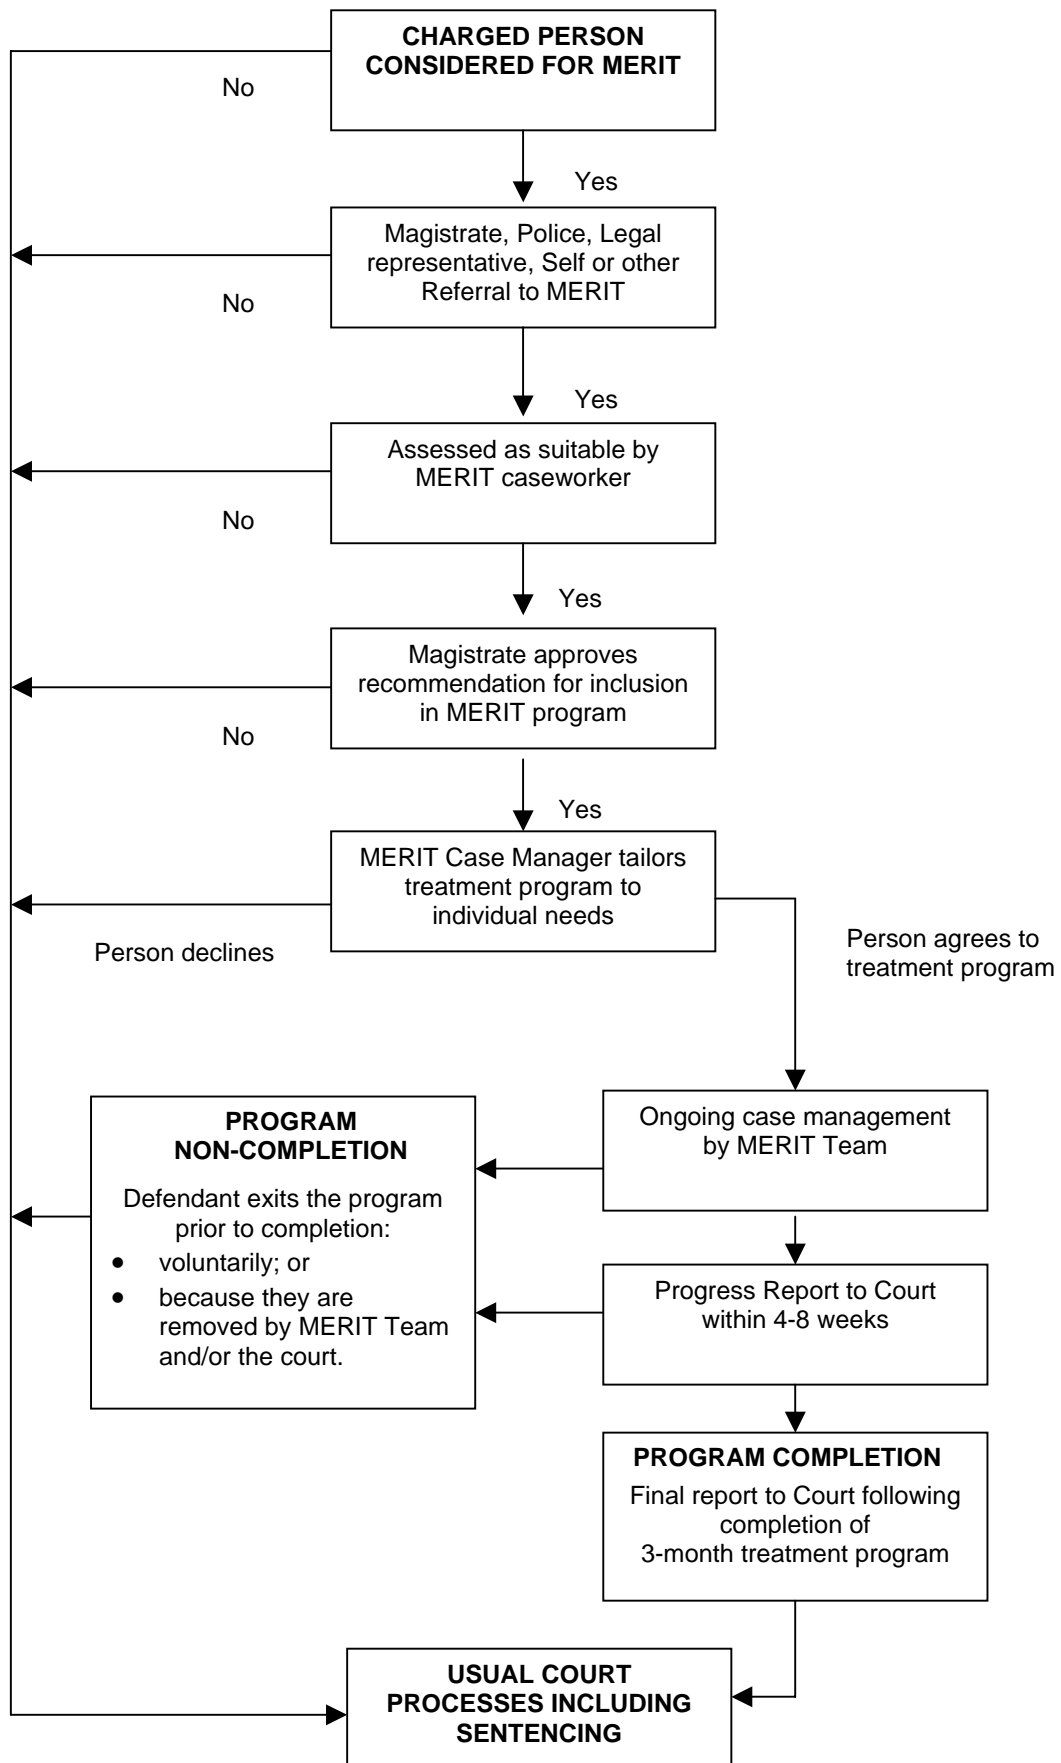 CHARGED PERSON
CONSIDERED FOR MERIT
No
Yes
Magistrate, Police, Legal
representative, Self or other
Referral to MERIT
No
Yes
Assessed as suitable by
MERIT caseworker
No
Yes
Magistrate approves
recommendation for inclusion
in MERIT program
No
Yes
MERIT Case Manager tailors
treatment program to
individual needs
Person declines
Person agrees to
treatment program
Ongoing case management
by MERIT Team
PROGRAM
NON-COMPLETION
Defendant exits the program
prior to completion:
• voluntarily; or
• because they are
removed by MERIT Team
and/or the court.
Progress Report to Court
within 4-8 weeks
PROGRAM COMPLETION
Final report to Court following
completion of
3-month treatment program
USUAL COURT
PROCESSES INCLUDING
SENTENCING